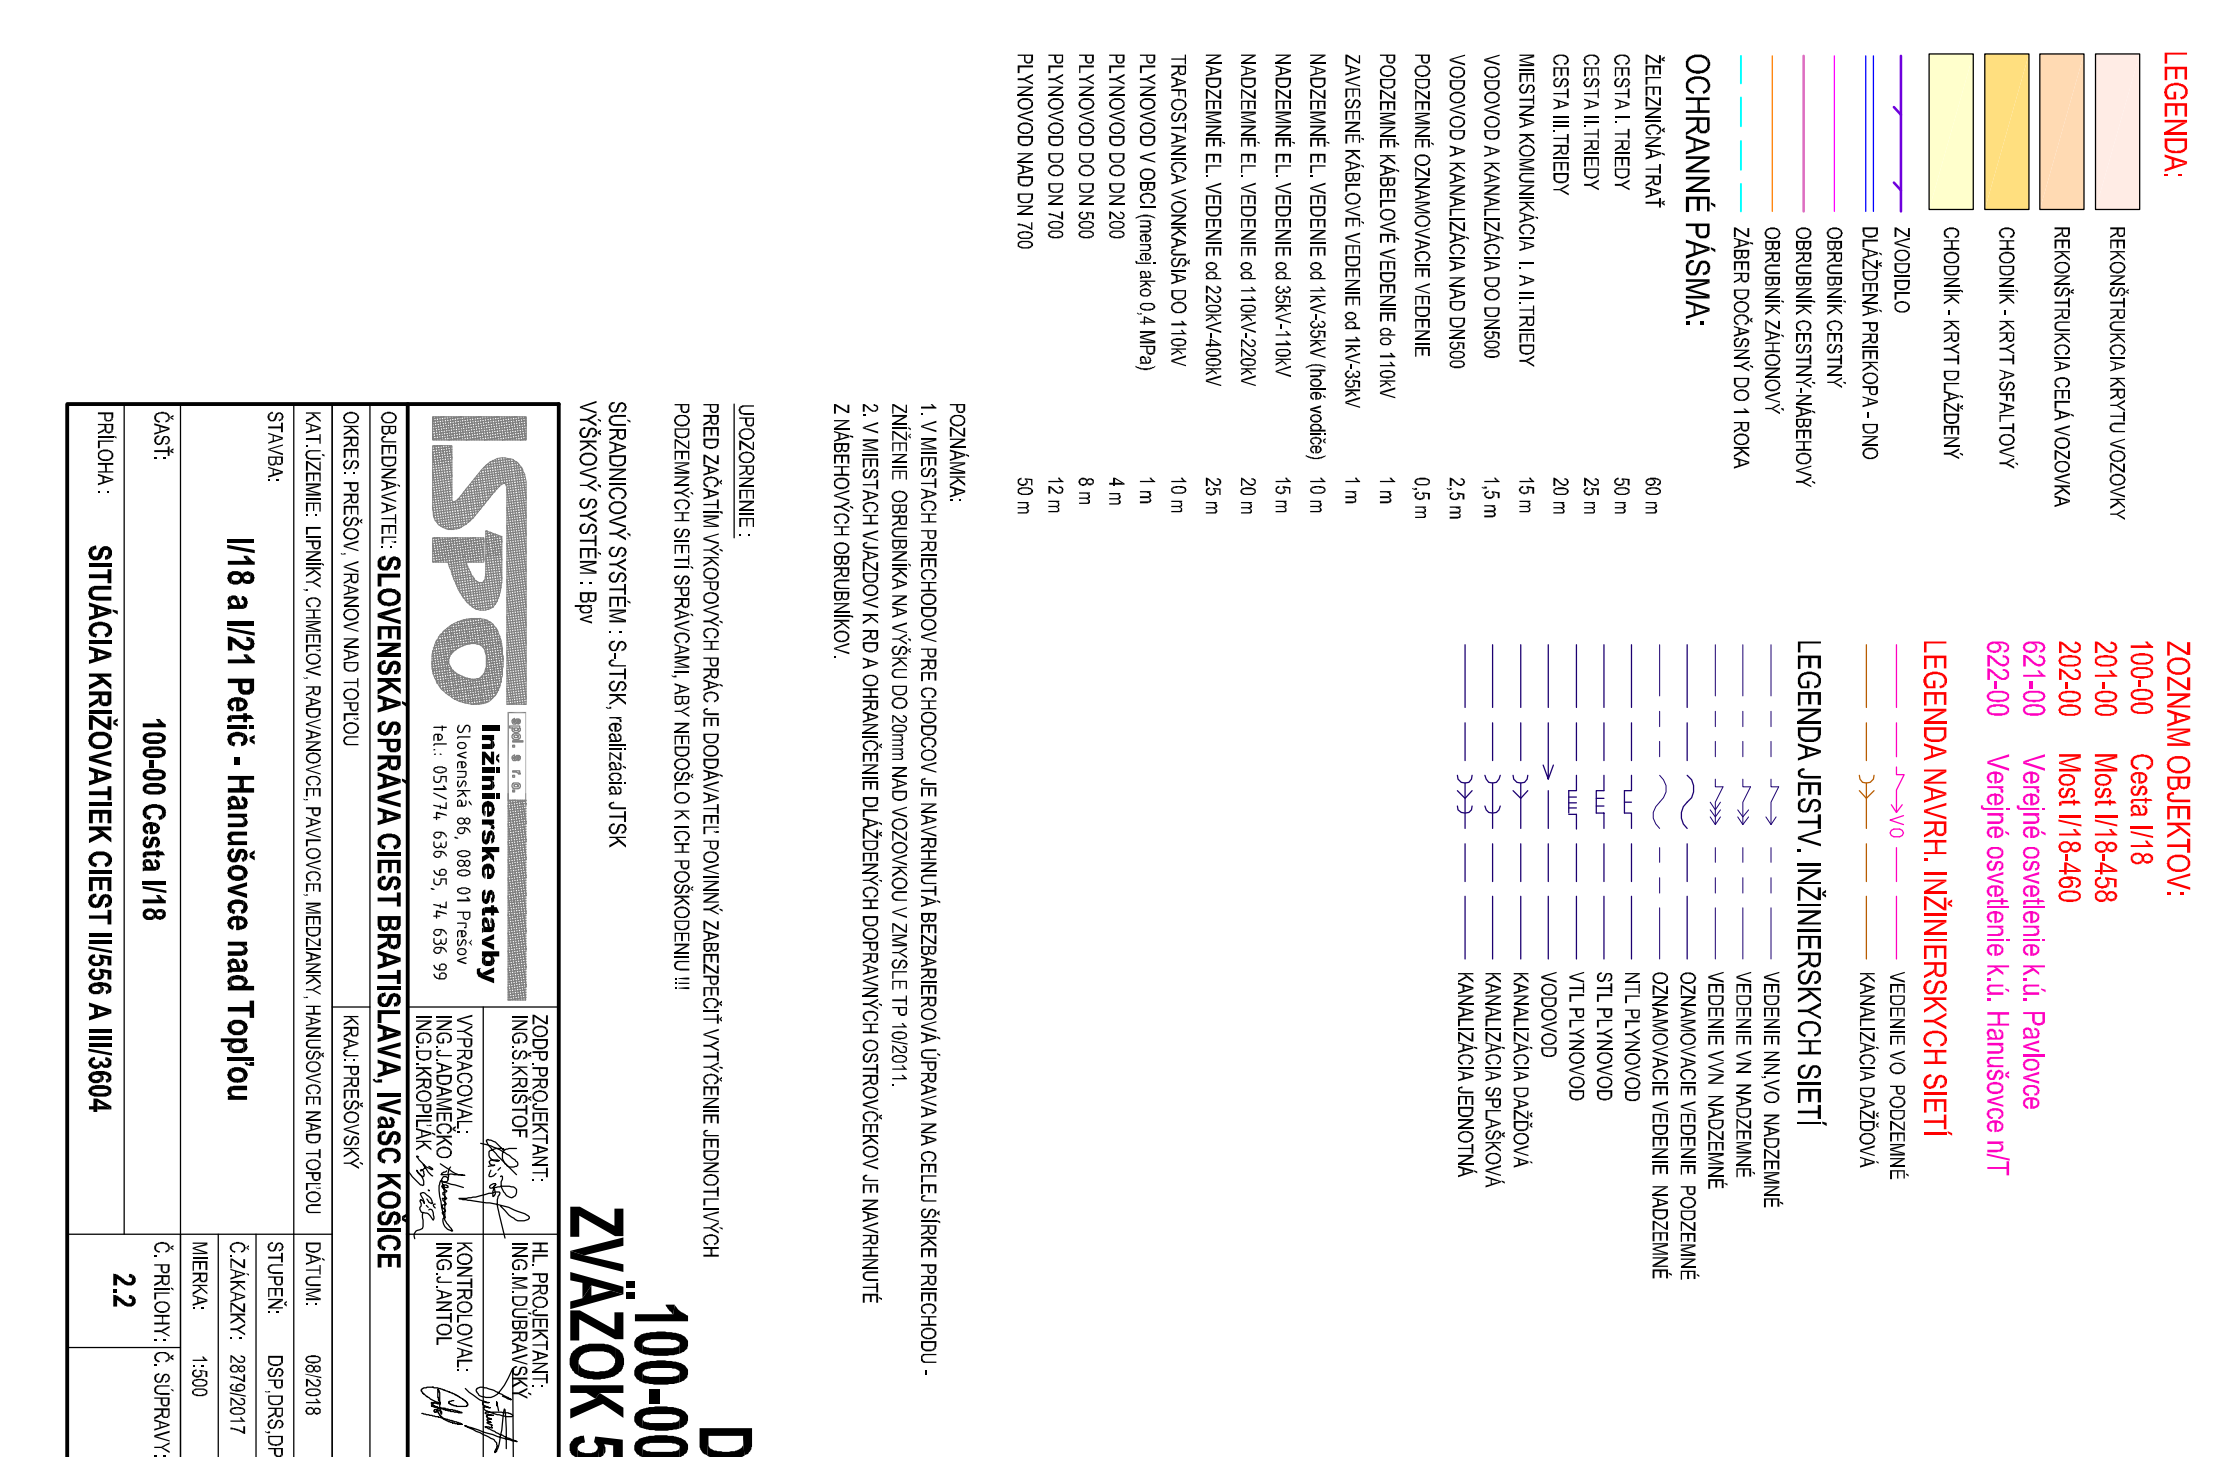 LEGENDA:
REKONŠTRUKCIA KRYTU VOZOVKY
REKONŠTRUKCIA CELÁ VOZOVKA
CHODNÍK - KRYT ASFALTOVÝ
CHODNÍK - KRYT DLÁŽDENÝ
ZVODIDLO
DLÁŽDENÁ PRIEKOPA - DNO
OBRUBNÍK CESTNÝ
OBRUBNÍK CESTNÝ-NÁBEHOVÝ
OBRUBNÍK ZÁHONOVÝ
ZÁBER DOČASNÝ DO 1 ROKA
OCHRANNÉ PÁSMA:
ŽELEZNIČNÁ TRAŤ 60 m
CESTA I. TRIEDY 50 m
CESTA II.TRIEDY 25 m
CESTA III.TRIEDY 20 m
MIESTNA KOMUNIKÁCIA I. A II.TRIEDY 15 m
VODOVOD A KANALIZÁCIA DO DN500 1,5 m
VODOVOD A KANALIZÁCIA NAD DN500 2,5 m
PODZEMNÉ OZNAMOVACIE VEDENIE 0,5 m
PODZEMNÉ KÁBELOVÉ VEDENIE do 110kV 1 m
ZAVESENÉ KÁBLOVÉ VEDENIE od 1kV-35kV 1 m
NADZEMNÉ EL. VEDENIE od 1kV-35kV (holé vodiče) 10 m
NADZEMNÉ EL. VEDENIE od 35kV-110kV 15 m
NADZEMNÉ EL. VEDENIE od 110kV-220kV 20 m
NADZEMNÉ EL. VEDENIE od 220kV-400kV 25 m
TRAFOSTANICA VONKAJŠIA DO 110kV 10 m
PLYNOVOD V OBCI (menej ako 0,4 MPa) 1 m
PLYNOVOD DO DN 200 4 m
PLYNOVOD DO DN 500 8 m
PLYNOVOD DO DN 700 12 m
PLYNOVOD NAD DN 700 50 m
ZOZNAM OBJEKTOV:
100-00 Cesta I/18
201-00 Most I/18-458
202-00 Most I/18-460
621-00 Verejné osvetlenie k.ú. Pavlovce
622-00 Verejné osvetlenie k.ú. Hanušovce n/T
LEGENDA NAVRH. INŽINIERSKYCH SIETÍ
VO VEDENIE VO PODZEMNÉ
KANALIZÁCIA DAŽĎOVÁ
LEGENDA JESTV. INŽINIERSKYCH SIETÍ
VEDENIE NN,VO NADZEMNÉ
VEDENIE VN NADZEMNÉ
VEDENIE VVN NADZEMNÉ
OZNAMOVACIE VEDENIE PODZEMNÉ
OZNAMOVACIE VEDENIE NADZEMNÉ
NTL PLYNOVOD
STL PLYNOVOD
VTL PLYNOVOD
VODOVOD
KANALIZÁCIA DAŽĎOVÁ
KANALIZÁCIA SPLAŠKOVÁ
KANALIZÁCIA JEDNOTNÁ
POZNÁMKA:
1. V MIESTACH PRIECHODOV PRE CHODCOV JE NAVRHNUTÁ BEZBARIEROVÁ ÚPRAVA NA CELEJ ŠÍRKE PRIECHODU -
ZNÍŽENIE OBRUBNÍKA NA VÝŠKU DO 20mm NAD VOZOVKOU V ZMYSLE TP 10/2011.
2. V MIESTACH VJAZDOV K RD A OHRANIČENIE DLÁŽDENÝCH DOPRAVNÝCH OSTROVČEKOV JE NAVRHNUTÉ
Z NÁBEHOVÝCH OBRUBNÍKOV.
UPOZORNENIE :
PRED ZAČATÍM VÝKOPOVÝCH PRÁC JE DODÁVATEĽ POVINNÝ ZABEZPEČIŤ VYTÝČENIE JEDNOTLIVÝCH
PODZEMNÝCH SIETÍ SPRÁVCAMI, ABY NEDOŠLO K ICH POŠKODENIU !!!
SÚRADNICOVÝ SYSTÉM : S-JTSK, realizácia JTSK
VÝŠKOVÝ SYSTÉM : Bpv
D
100-00
ZVÄZOK 5
ISPO
spol. s r.o.
Inžinierske stavby
Slovenská 86, 080 01 Prešov
tel.: 051/74 636 95, 74 636 99
ZODP.PROJEKTANT:
ING.Š.KRIŠTOF
HL. PROJEKTANT:
ING.M.DÚBRAVSKÝ
VYPRACOVAL:
ING.J.ADAMEČKO
ING.D.KROPIĽÁK
KONTROLOVAL:
ING.J.ANTOL
OBJEDNÁVATEĽ: SLOVENSKÁ SPRÁVA CIEST BRATISLAVA, IVaSC KOŠICE
OKRES: PREŠOV, VRANOV NAD TOPĽOU
KRAJ:PREŠOVSKÝ
KAT.ÚZEMIE: LIPNÍKY, CHMEĽOV, RADVANOVCE, PAVLOVCE, MEDZIANKY, HANUŠOVCE NAD TOPĽOU
DÁTUM: 08/2018
STAVBA:
I/18 a I/21 Petič - Hanušovce nad Topľou
STUPEŇ: DSP,DRS,DP
Č.ZÁKAZKY: 2879/2017
MIERKA: 1:500
ČASŤ: 100-00 Cesta I/18
Č. PRÍLOHY: Č. SÚPRAVY:
2.2
PRÍLOHA : SITUÁCIA KRIŽOVATIEK CIEST II/556 A III/3604